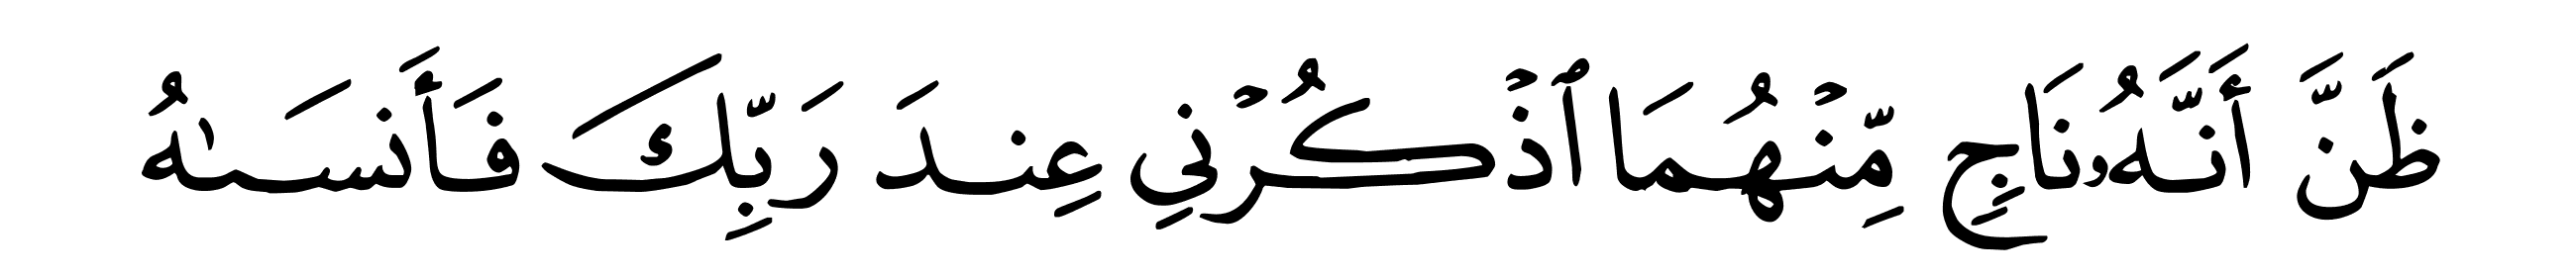 ظَنَّ أَنَّهُۥ نَاجٍ مِّنْهُمَا ٱذْكُرْنِي عِندَ رَبِّكَ فَأَنسَىٰهُ